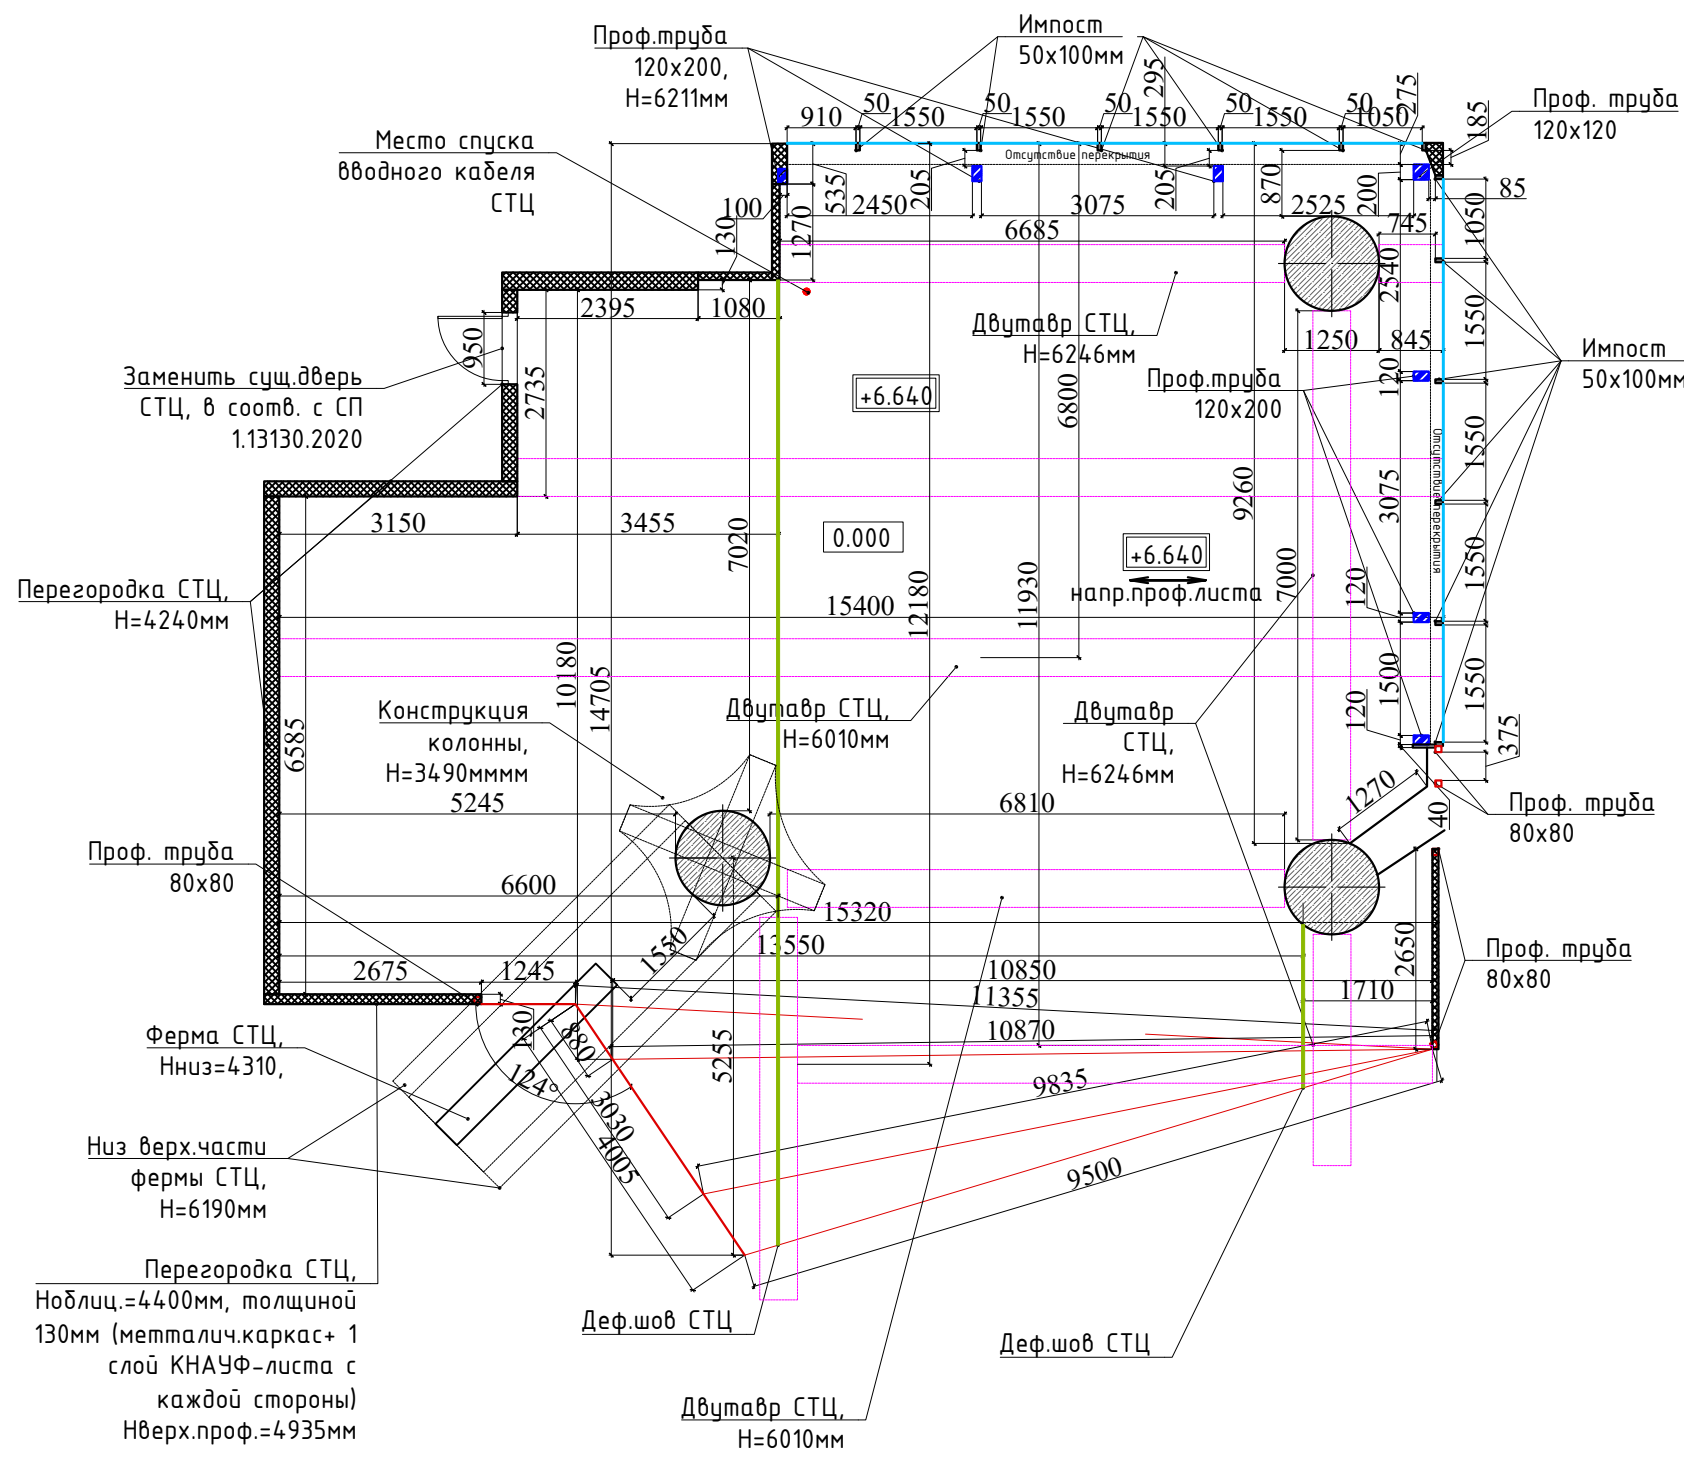 Проф.труба
120х200,
H=6211мм
Импост
50х100мм
Проф. труба
120х120
Место спуска
вводного кабеля
СТЦ
910
50
1550
50
1550
50
1550
50
1550
50
1050
295
275
185
Отсутствие перекрытия
535
205
205
870
200
85
100
130
1270
2450
3075
2525
745
1050
6685
2540
2395
1080
950
2735
Двутавр СТЦ,
H=6246мм
1250
845
1550
Заменить сущ.дверь
СТЦ, в соотв. с СП
1.13130.2020
+6.640
6800
Проф.труба
120х200
120
Импост
50х100мм
Отсутствие перекрытия
1550
3150
3455
7020
0.000
9260
3075
+6.640
напр.проф.листа
7000
Перегородка СТЦ,
H=4240мм
15400
12180
11930
120
1550
10180
14705
6585
1500
1550
120
375
Конструкция
колонны,
H=3490мммм
Двутавр СТЦ,
H=6010мм
Двутавр
СТЦ,
H=6246мм
5245
6810
1270
40
Проф. труба
80х80
Проф. труба
80х80
6600
15320
13550
1550
2650
Проф. труба
80х80
2675
1245
10850
11355
1710
10870
130
880
5255
124°
3030
4005
9835
9500
Ферма СТЦ,
Hниз=4310,
Низ верх.части
фермы СТЦ,
H=6190мм
Перегородка СТЦ,
Hоблиц.=4400мм, толщиной
130мм (метталич.каркас+ 1
слой КНАУФ-листа с
каждой стороны)
Hверх.проф.=4935мм
Деф.шов СТЦ
Деф.шов СТЦ
Двутавр СТЦ,
H=6010мм